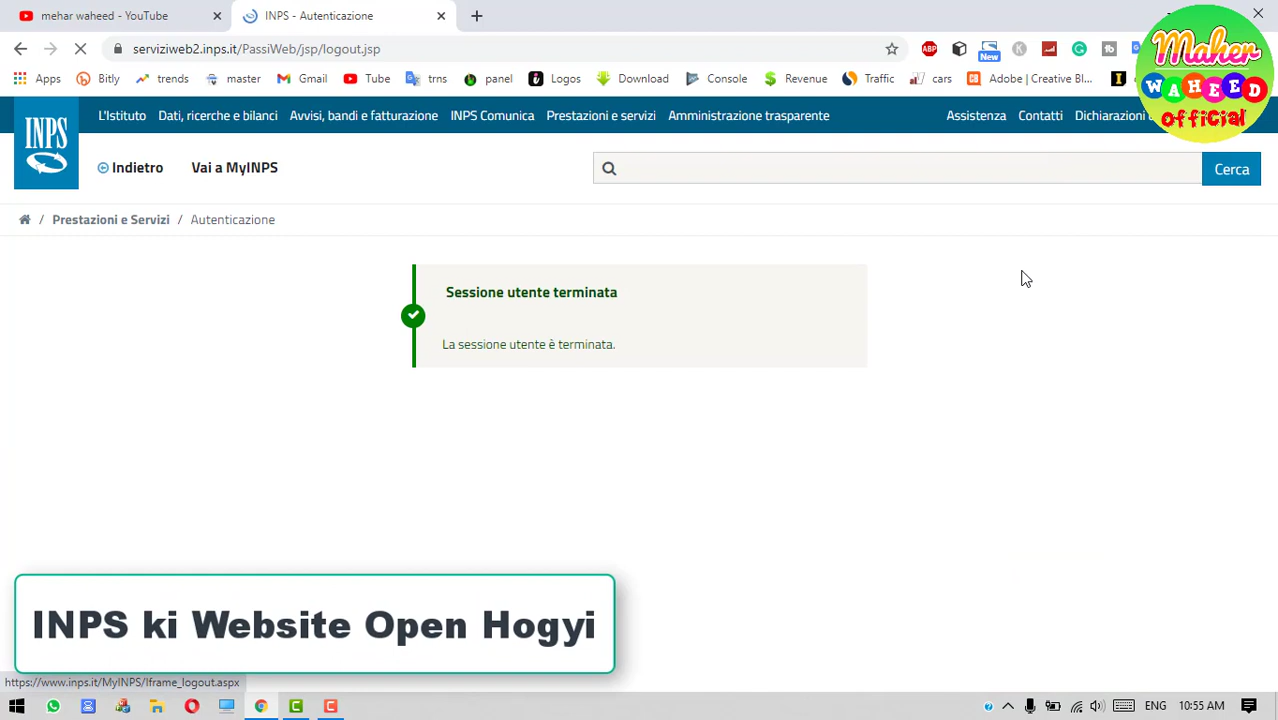 mehar waheed - YouTube
INPS - Autenticazione
serviziweb2.inps.it/PassiWeb/jsp/logout.jsp
ABP
New
K
Apps
Bitly
trends
master
Gmail
Tube
trns
panel
Logos
Download
Console
Revenue
Traffic
cars
Adobe | Creative Bl...
Maher
WAHEED
official
INPS
L'Istituto
Dati, ricerche e bilanci
Avvisi, bandi e fatturazione
INPS Comunica
Prestazioni e servizi
Amministrazione trasparente
Assistenza
Contatti
Dichiarazioni
Indietro
Vai a MyINPS
Cerca
/ Prestazioni e Servizi / Autenticazione
Sessione utente terminata
La sessione utente è terminata.
INPS ki Website Open Hogyi
https://www.inps.it/MyINPS/Iframe_logout.aspx
ENG
10:55 AM